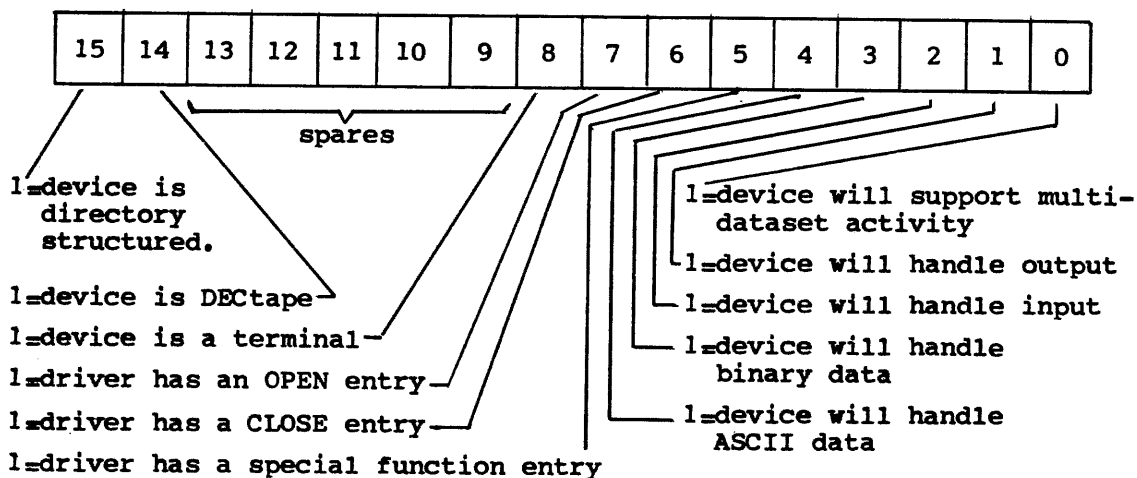 15 14 13 12 11 10 9 8 7 6 5 4 3 2 1 0
spares
1=device is
directory
structured.
1=device is DECtape
1=device is a terminal
1=driver has an OPEN entry
1=driver has a CLOSE entry
1=driver has a special function entry
1=device will support multi-
dataset activity
1=device will handle output
1=device will handle input
1=device will handle
binary data
1=device will handle
ASCII data